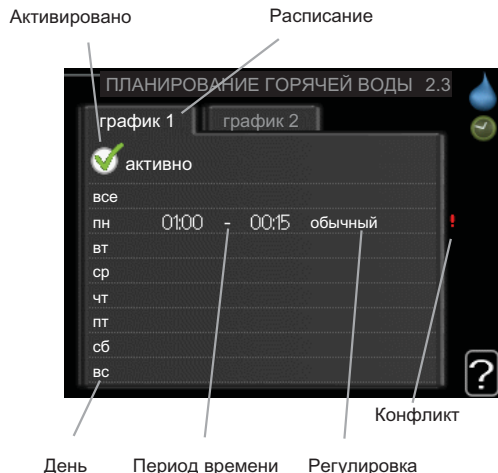 Активировано Расписание
ПЛАНИРОВАНИЕ ГОРЯЧЕЙ ВОДЫ 2.3
график 1 график 2
активно
все
пн 01:00 - 00:15 обычный !
вт
ср
чт
пт
сб
вс
?
Конфликт
День Период времени Регулировка